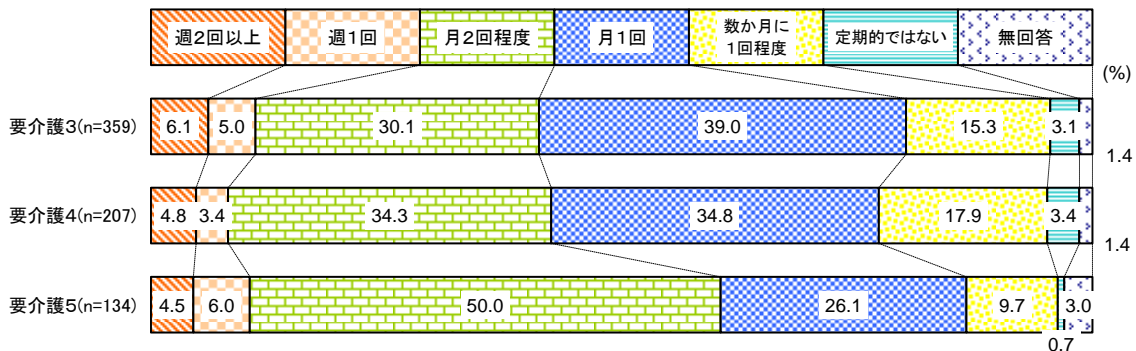 週2回以上 週1回 月2回程度 月1回 数か月に 定期的ではない 無回答
1回程度
(%)
要介護3(n=359) 6.1 5.0 30.1 39.0 15.3 3.1
1.4
要介護4(n=207) 4.8 3.4 34.3 34.8 17.9 3.4
1.4
要介護5(n=134) 4.5 6.0 50.0 26.1 9.7 3.0
0.7